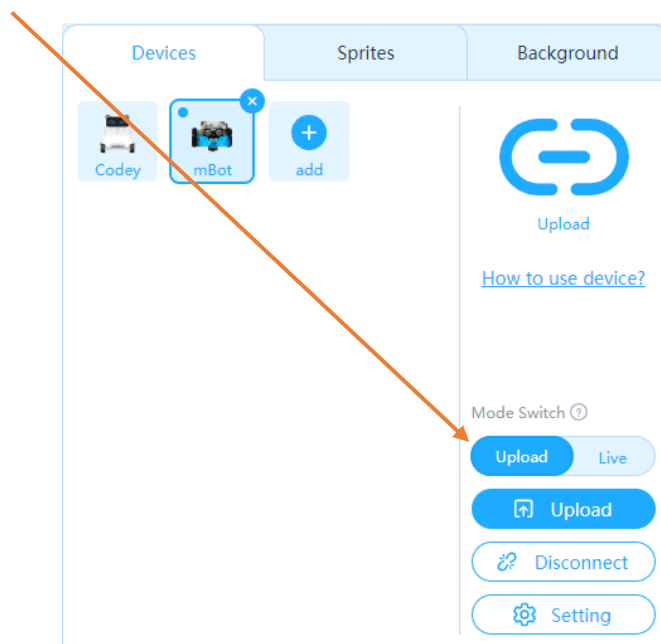 Devices
Sprites
Background
Codey
mBot
add
Upload
How to use device?
Mode Switch
Upload
Live
Upload
Disconnect
Setting